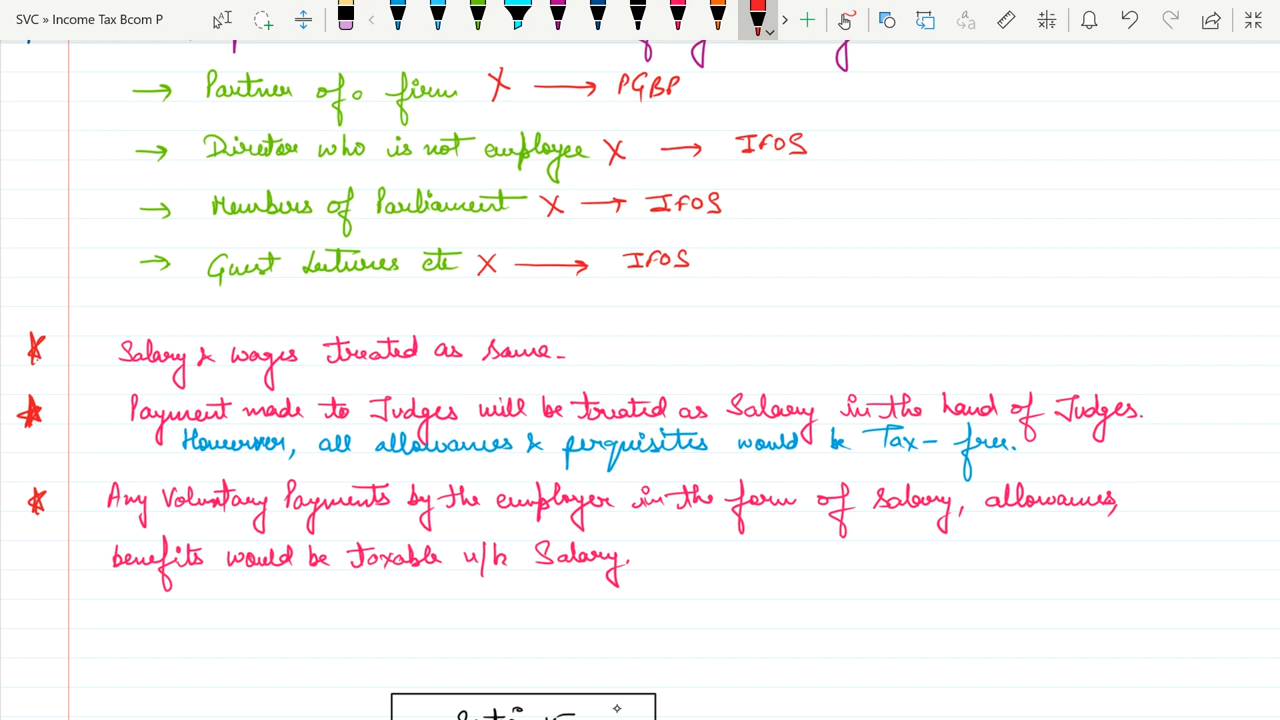 SVC » Income Tax Bcom P
→ Partner of a firm X → PGBP
→ Director who is not employee X → IFOS
→ Members of Parliament X → IFOS
→ Guest Lectures etc X → IFOS
Salary & wages treated as same.
Payment made to Judges will be treated as Salary in the hand of Judges.
However, all allowances & perquisites would be Tax-free.
Any Voluntary Payments by the employer in the form of salary, allowances,
benefits would be taxable u/h Salary.